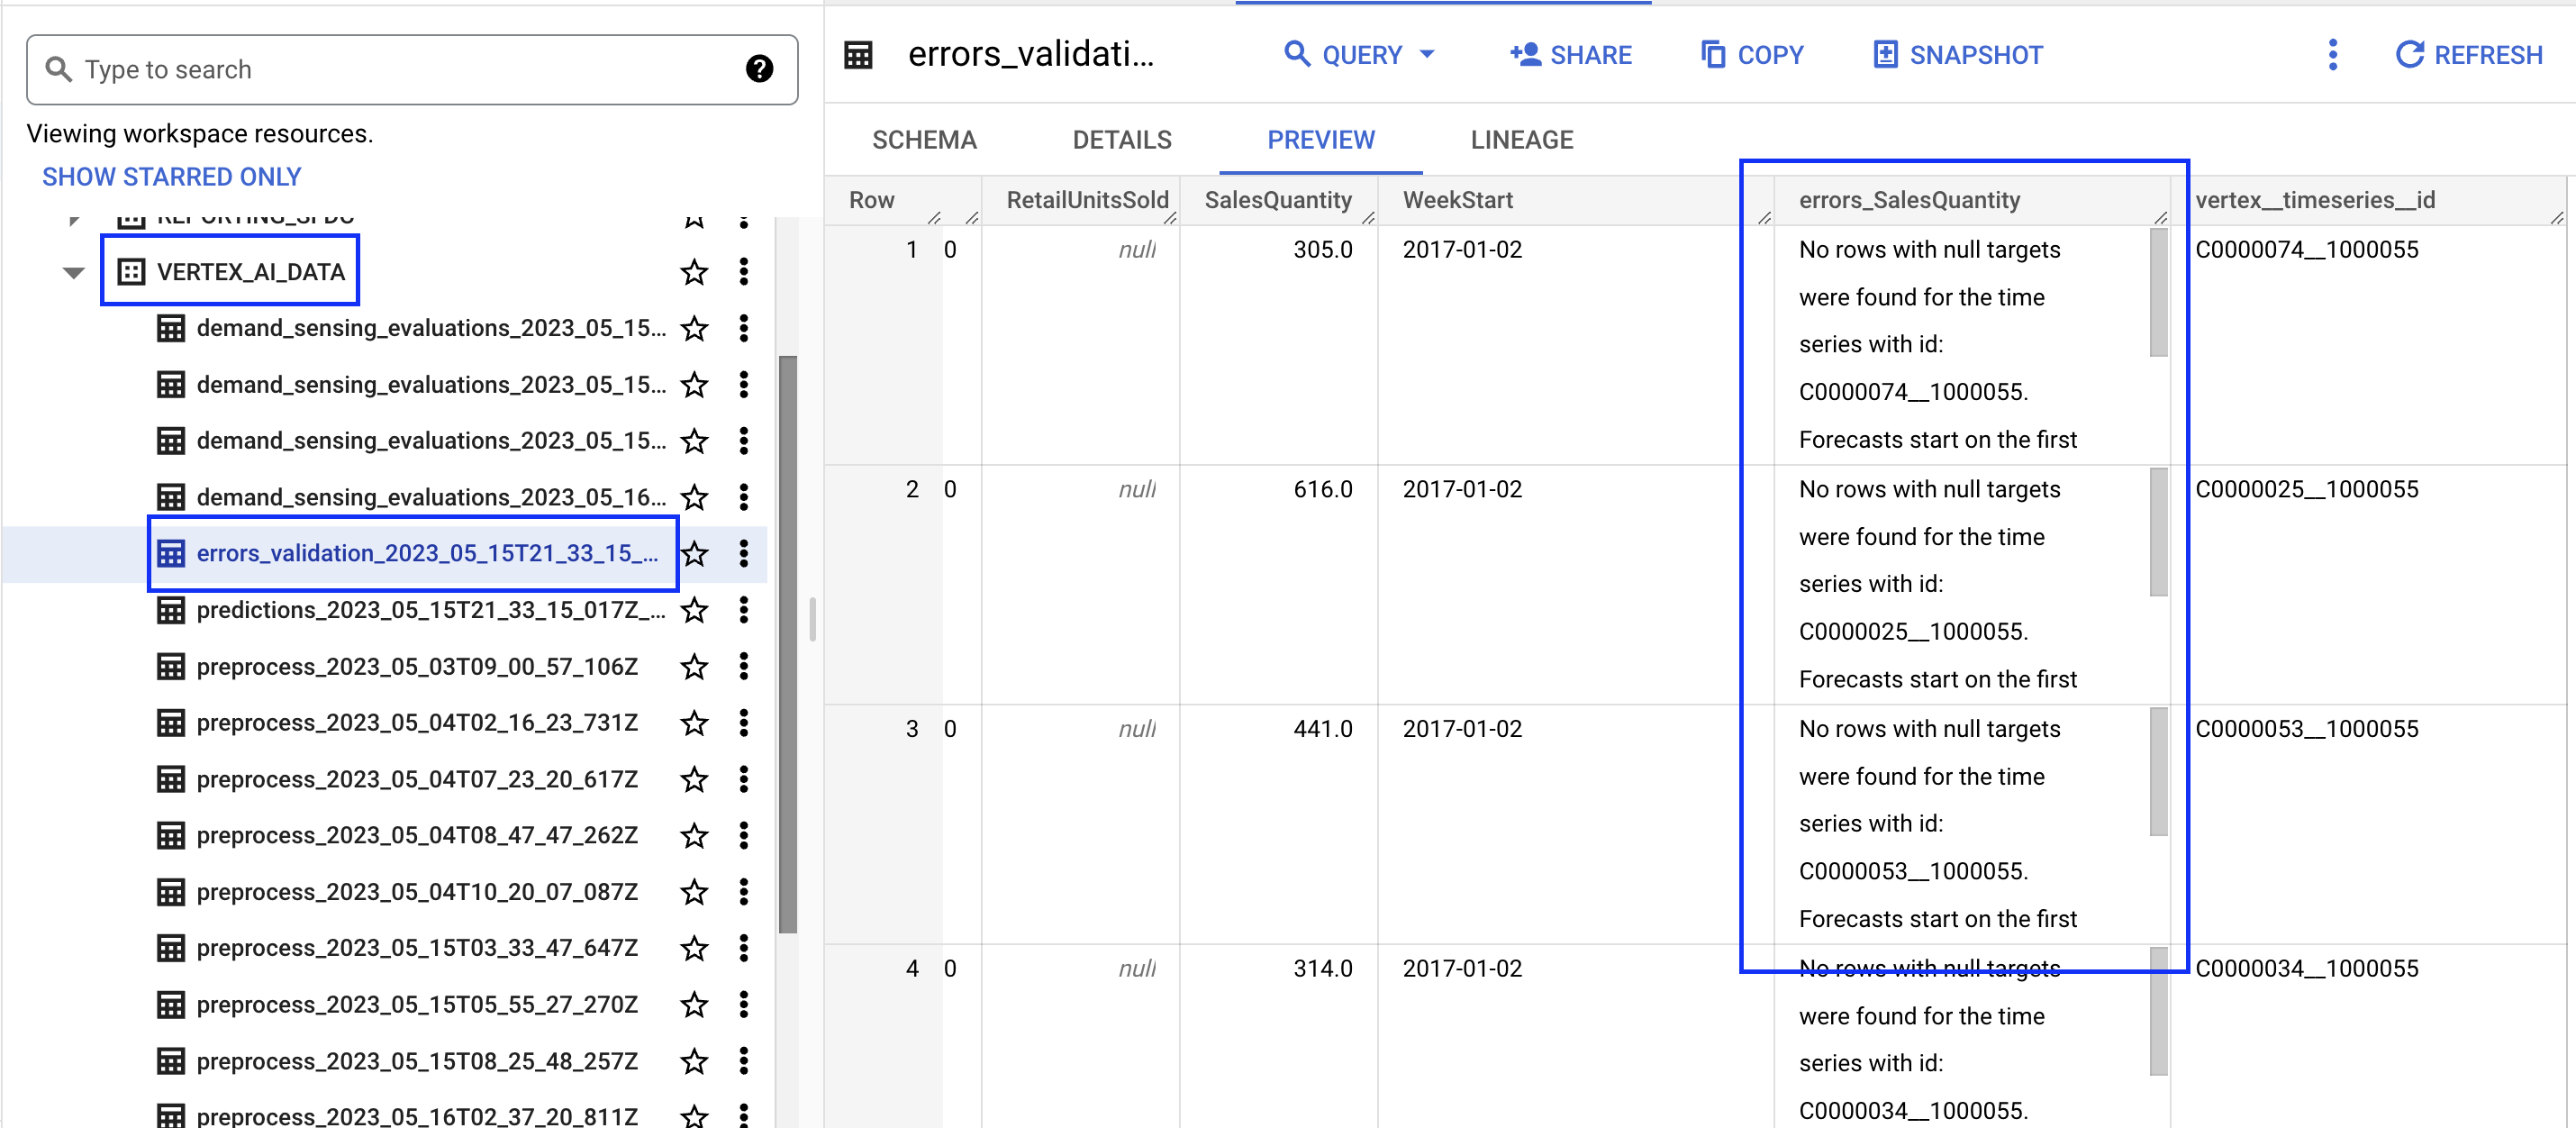 Type to search
Viewing workspace resources.
SHOW STARRED ONLY
VERTEX_AI_DATA
demand_sensing_evaluations_2023_05_15...
demand_sensing_evaluations_2023_05_15...
demand_sensing_evaluations_2023_05_15...
demand_sensing_evaluations_2023_05_16...
errors_validation_2023_05_15T21_33_15_...
predictions_2023_05_15T21_33_15_017Z_...
preprocess_2023_05_03T09_00_57_106Z
preprocess_2023_05_04T02_16_23_731Z
preprocess_2023_05_04T07_23_20_617Z
preprocess_2023_05_04T08_47_47_262Z
preprocess_2023_05_04T10_20_07_087Z
preprocess_2023_05_15T03_33_47_647Z
preprocess_2023_05_15T05_55_27_270Z
preprocess_2023_05_15T08_25_48_257Z
preprocess_2023_05_16T02_37_20_811Z
errors_validati... QUERY SHARE COPY SNAPSHOT REFRESH
SCHEMA DETAILS PREVIEW LINEAGE
Row RetailUnitsSold SalesQuantity WeekStart errors_SalesQuantity vertex__timeseries__id
1 0 null 305.0 2017-01-02 No rows with null targets C0000074__1000055
were found for the time
series with id:
C0000074__1000055.
Forecasts start on the first
2 0 null 616.0 2017-01-02 No rows with null targets C0000025__1000055
were found for the time
series with id:
C0000025__1000055.
Forecasts start on the first
3 0 null 441.0 2017-01-02 No rows with null targets C0000053__1000055
were found for the time
series with id:
C0000053__1000055.
Forecasts start on the first
4 0 null 314.0 2017-01-02 No rows with null targets C0000034__1000055
were found for the time
series with id:
C0000034__1000055.